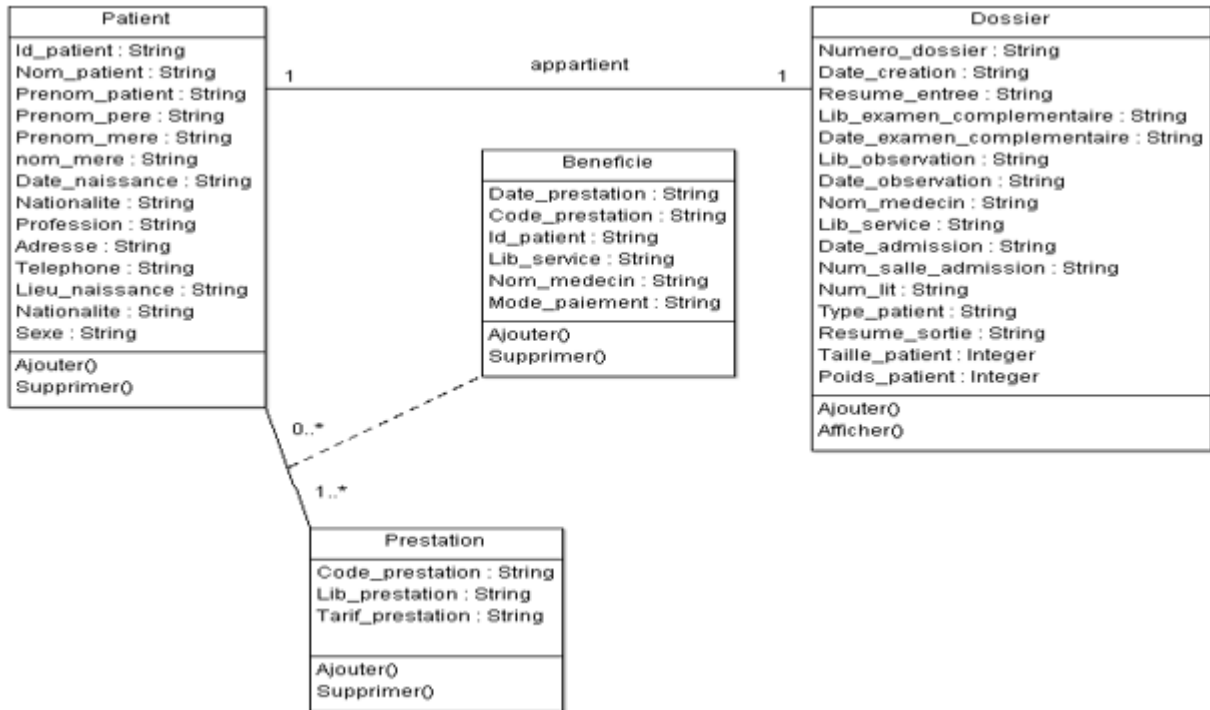 Patient
Id_patient : String
Nom_patient : String
Prenom_patient : String
Prenom_pere : String
Prenom_mere : String
nom_mere : String
Date_naissance : String
Nationalite : String
Profession : String
Adresse : String
Telephone : String
Lieu_naissance : String
Nationalite : String
Sexe : String
Ajouter()
Supprimer()
1
appartient
1
Dossier
Numero_dossier : String
Date_creation : String
Resume_entree : String
Lib_examen_complementaire : String
Date_examen_complementaire : String
Lib_observation : String
Date_observation : String
Nom_medecin : String
Lib_service : String
Date_admission : String
Num_salle_admission : String
Num_lit : String
Type_patient : String
Resume_sortie : String
Taille_patient : Integer
Poids_patient : Integer
Ajouter()
Afficher()
Beneficie
Date_prestation : String
Code_prestation : String
Id_patient : String
Lib_service : String
Nom_medecin : String
Mode_paiement : String
Ajouter()
Supprimer()
0..*
1..*
Prestation
Code_prestation : String
Lib_prestation : String
Tarif_prestation : String
Ajouter()
Supprimer()